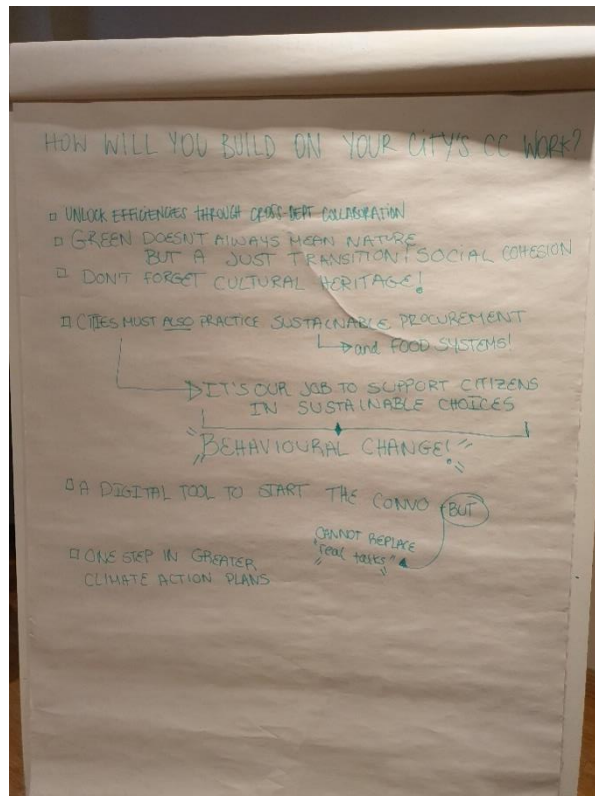 HOW WILL YOU BUILD ON YOUR CITY'S CC WORK?
UNLOCK EFFICIENCIES THROUGH CROSS-DEPT COLLABORATION
GREEN DOESN'T ALWAYS MEAN NATURE
BUT A JUST TRANSITION! SOCIAL COHESION
DON'T FORGET CULTURAL HERITAGE!
CITIES MUST ALSO PRACTICE SUSTAINABLE PROCUREMENT
and FOOD SYSTEMS!
IT'S OUR JOB TO SUPPORT CITIZENS
IN SUSTAINABLE CHOICES
BEHAVIOURAL CHANGE!
A DIGITAL TOOL TO START THE CONVO BUT
CANNOT REPLACE
"real tasks"
ONE STEP IN GREATER
CLIMATE ACTION PLANS